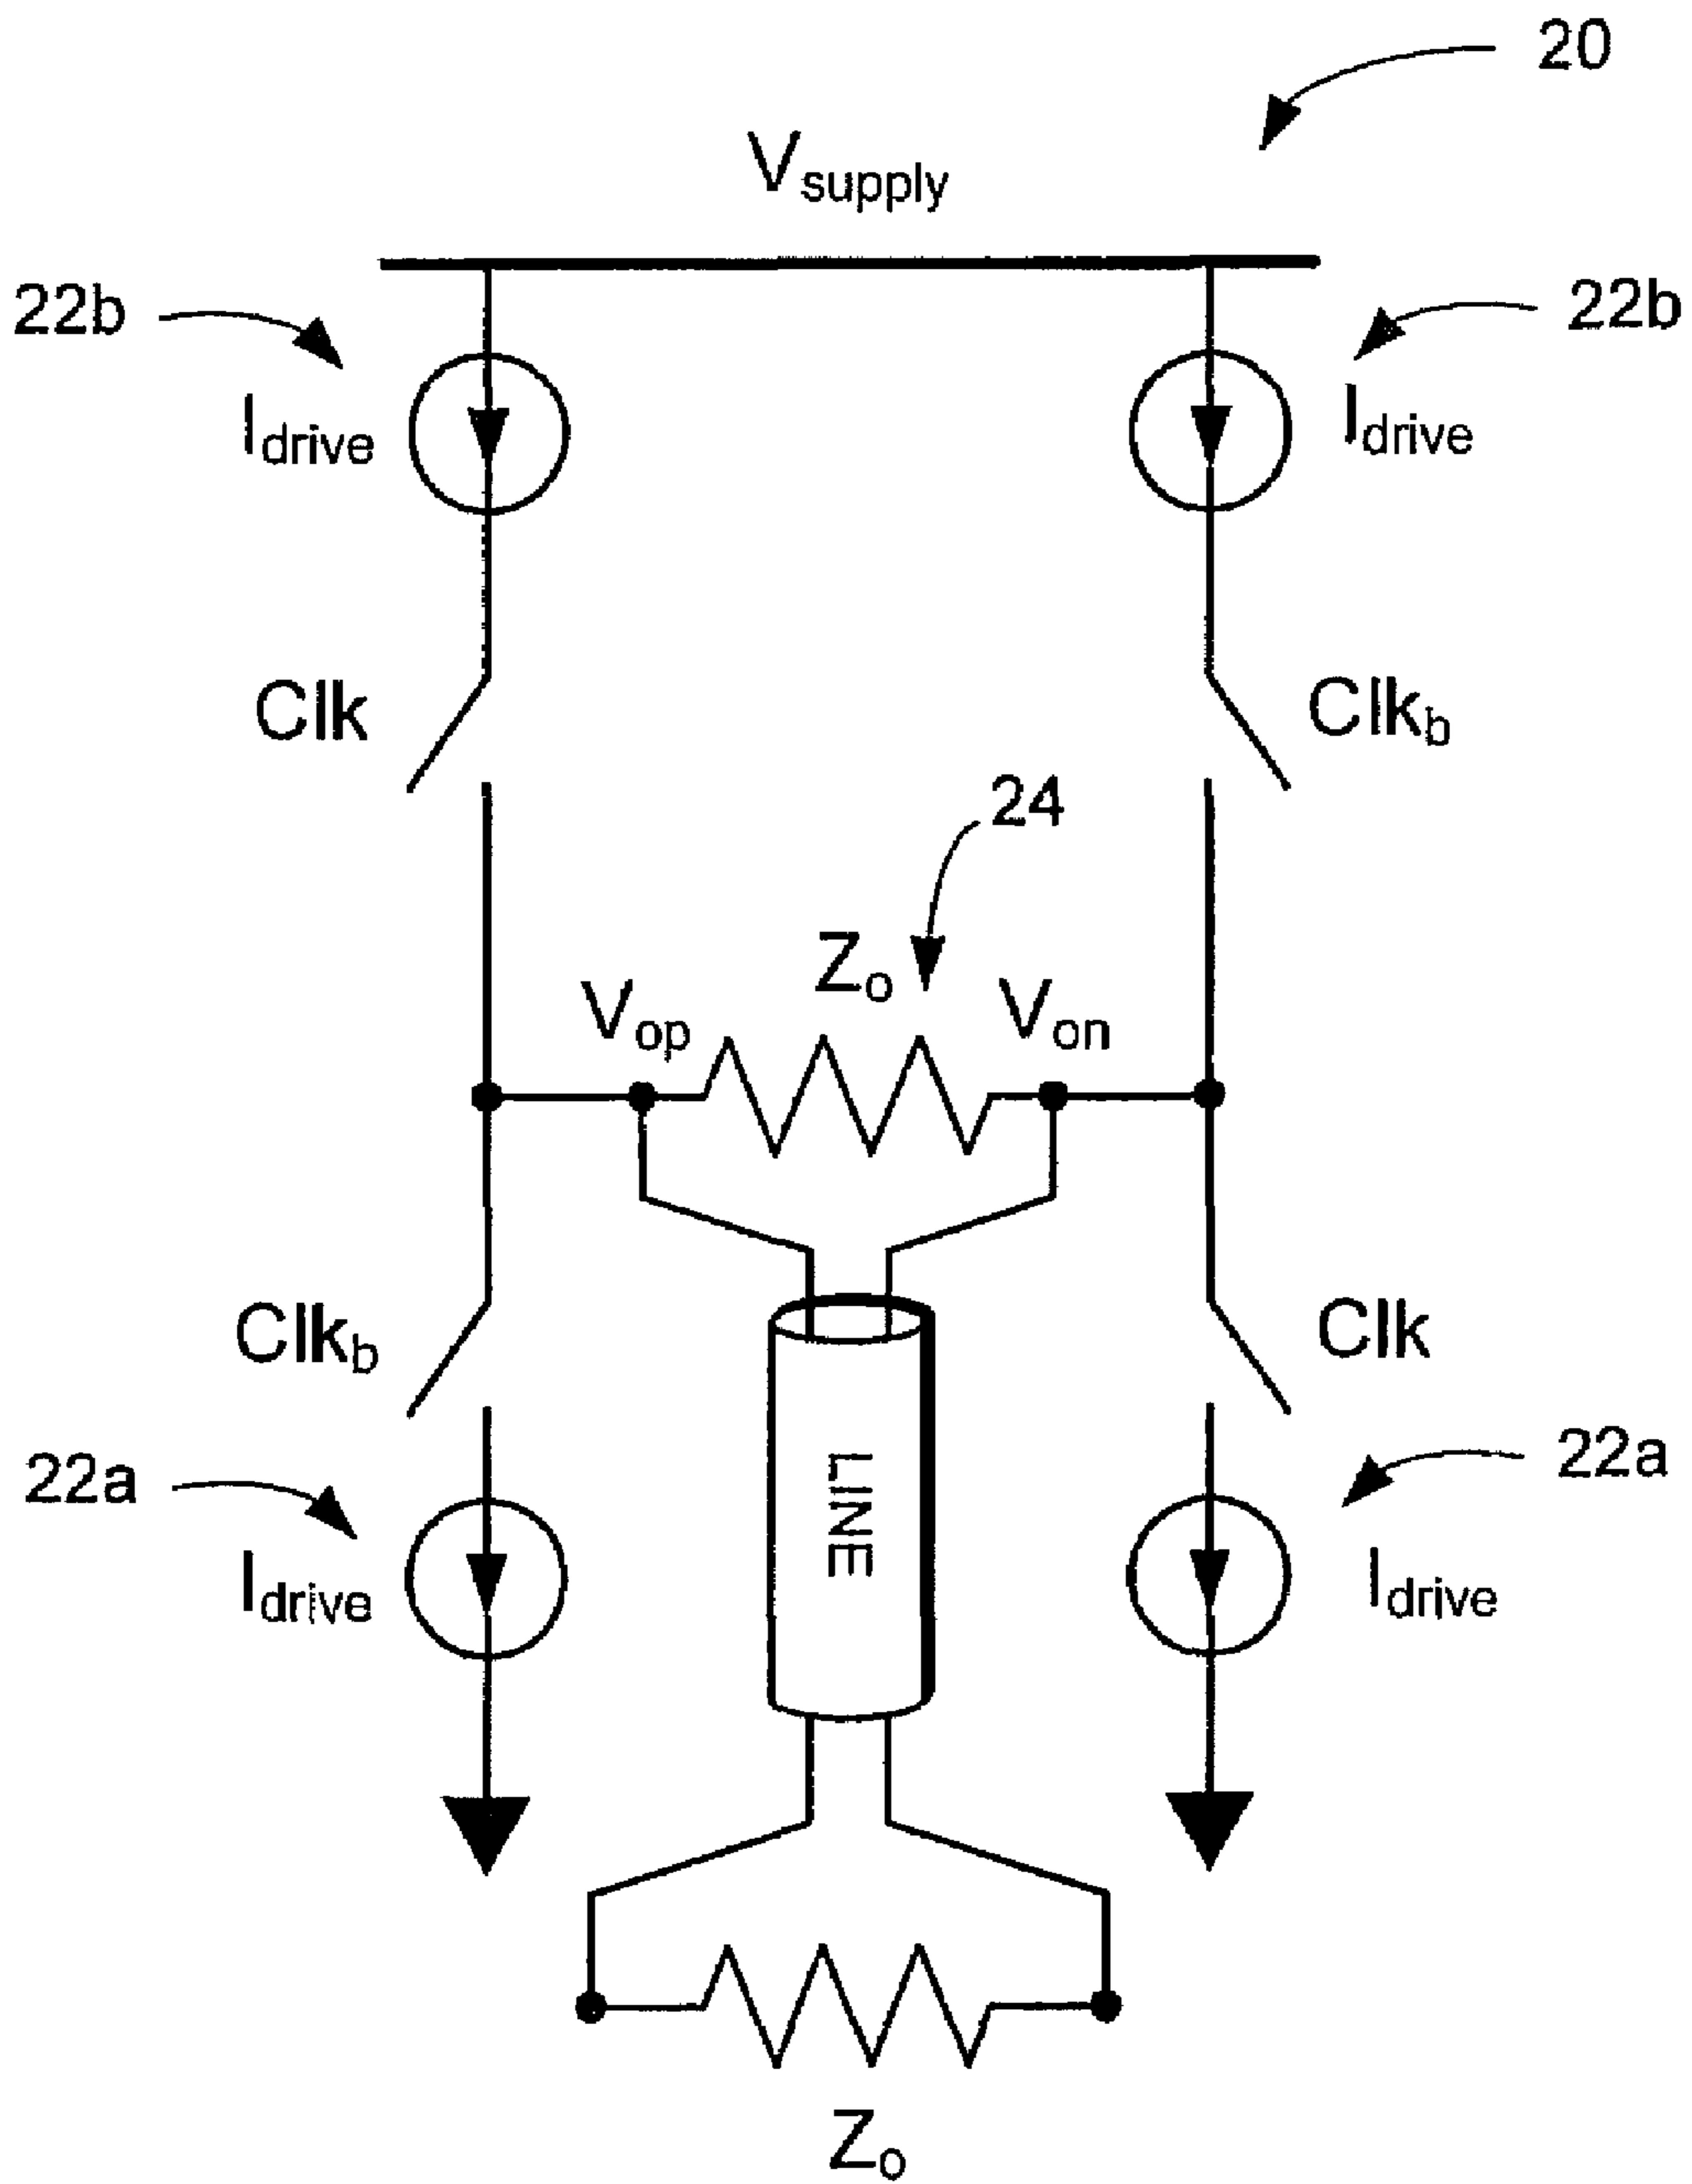 20
Vsupply
22b
22b
Idrive
Idrive
Clk
Clkb
24
Zo
Vop
Von
Clkb
Clk
LINE
22a
22a
Idrive
Idrive
Zo